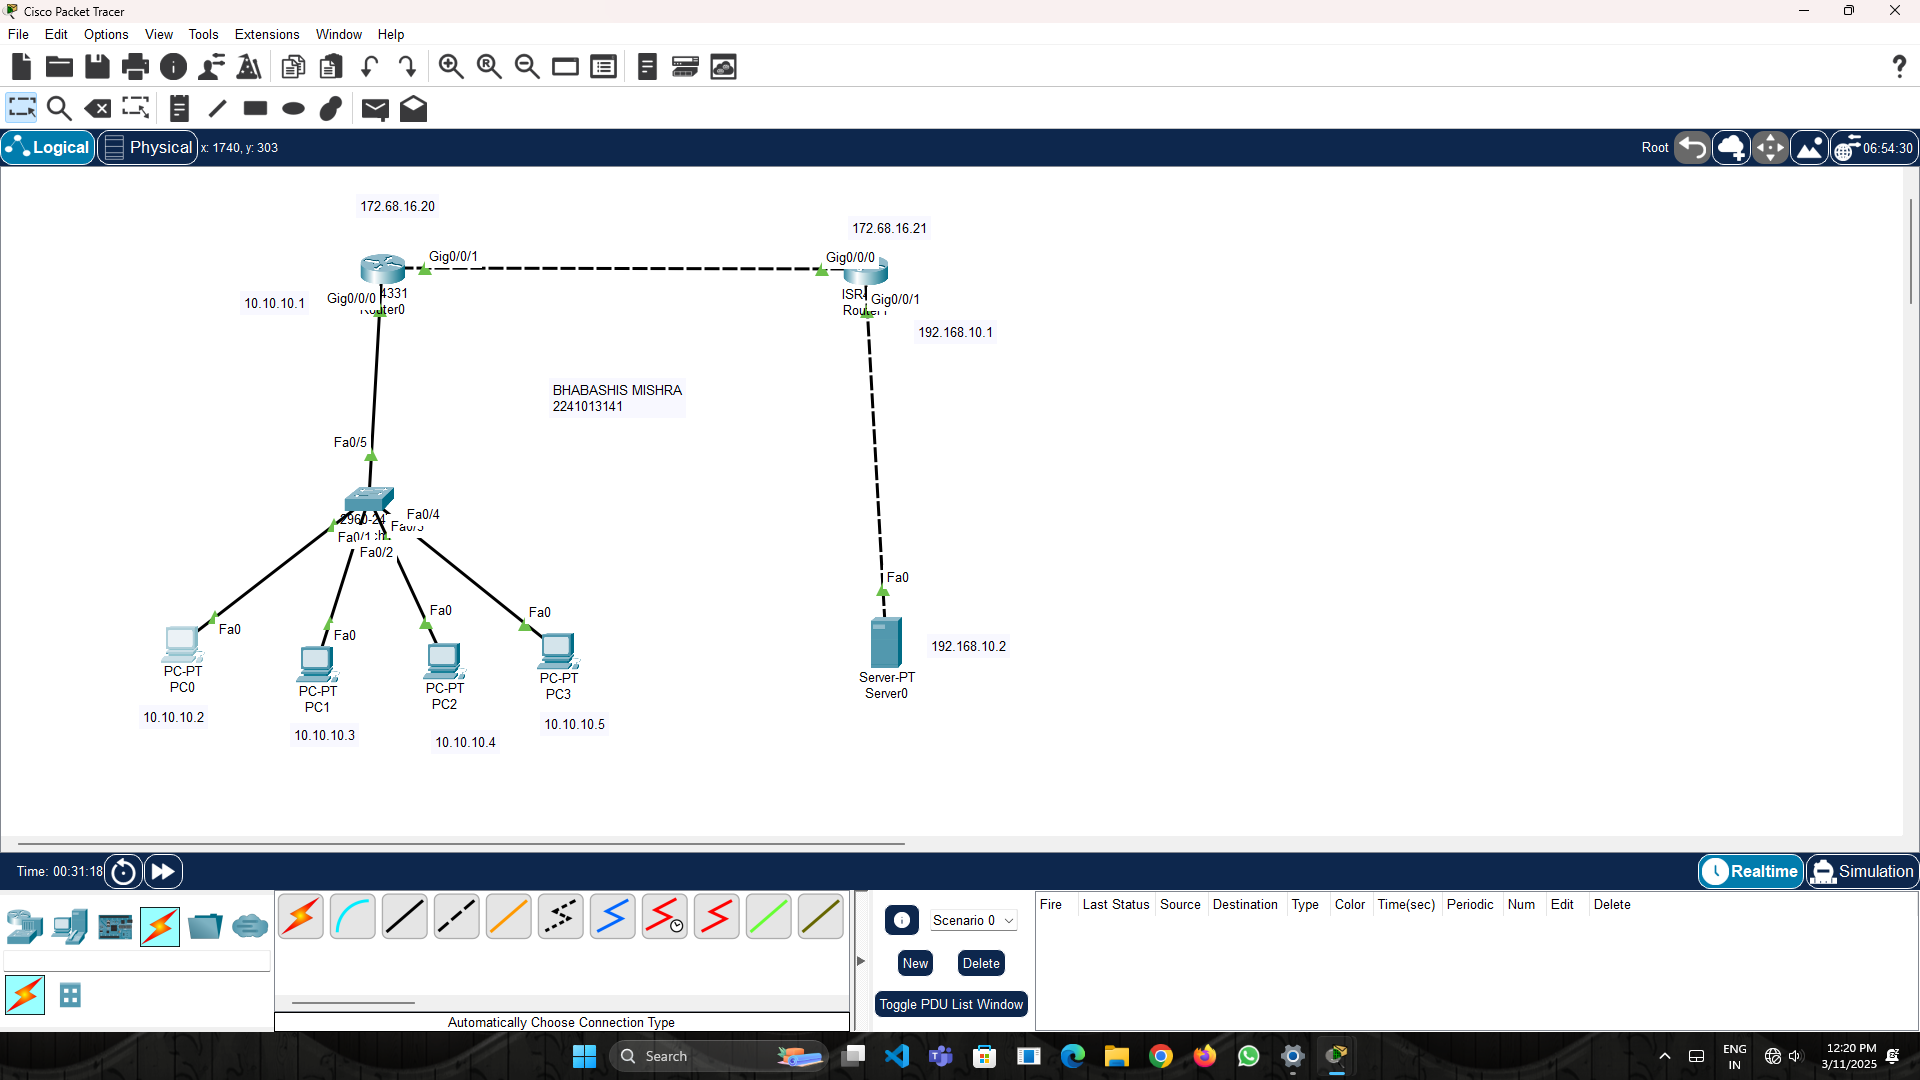 Cisco Packet Tracer
File Edit Options View Tools Extensions Window Help
Logical Physical x: 1740, y: 303 Root 06:54:30
172.68.16.20
172.68.16.21
Gig0/0/1
Gig0/0/0
10.10.10.1
Gig0/0/0
4331
Router0
Gig0/0/1
192.168.10.1
BHABASHIS MISHRA
2241013141
Fa0/5
Fa0/4
2960-24
Fa0/1
Fa0/2
Fa0
Fa0
Fa0
Fa0
Fa0
PC-PT
PC0
PC-PT
PC1
PC-PT
PC2
PC-PT
PC3
10.10.10.2
10.10.10.3
10.10.10.4
10.10.10.5
192.168.10.2
Server-PT
Server0
Time: 00:31:18
Realtime Simulation
Scenario 0
New Delete
Toggle PDU List Window
Fire Last Status Source Destination Type Color Time(sec) Periodic Num Edit Delete
Automatically Choose Connection Type
Search
ENG
IN
12:20 PM
3/11/2025